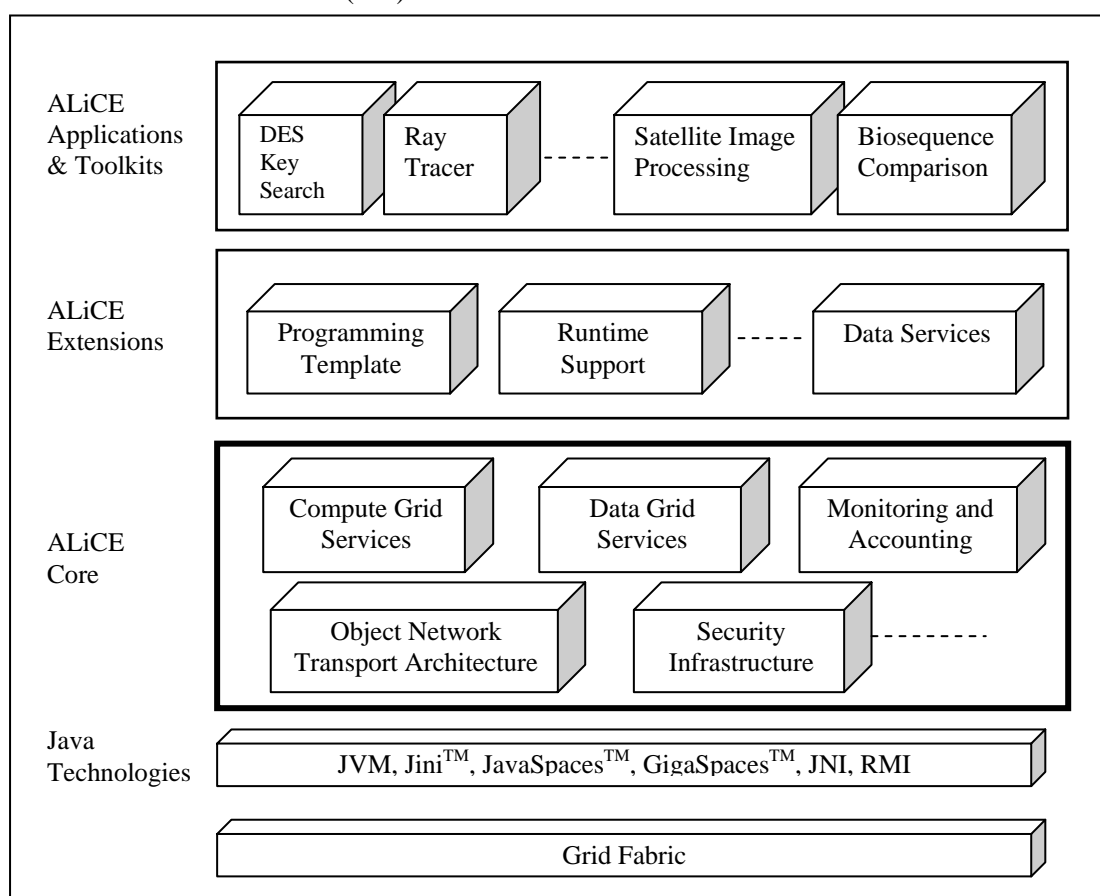 ALiCE
Applications
& Toolkits
DES
Key
Search
Ray
Tracer
Satellite Image
Processing
Biosequence
Comparison
ALiCE
Extensions
Programming
Template
Runtime
Support
Data Services
ALiCE
Core
Compute Grid
Services
Data Grid
Services
Monitoring and
Accounting
Object Network
Transport Architecture
Security
Infrastructure
Java
Technologies
JVM, Jini™, JavaSpaces™, GigaSpaces™, JNI, RMI
Grid Fabric